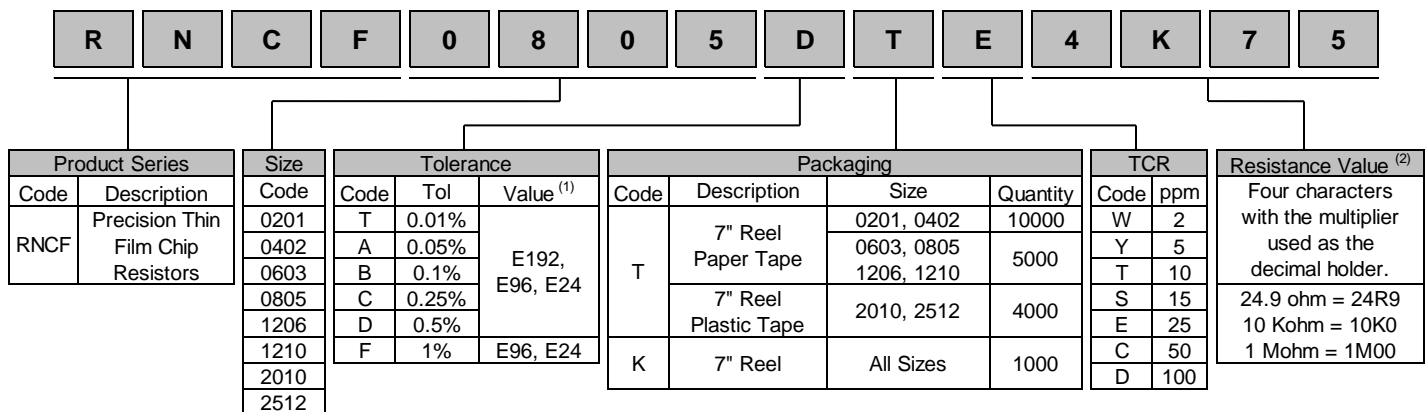 R N C F 0 8 0 5 D T E 4 K 7 5
Product Series
Code Description
RNCF
Precision Thin
Film Chip
Resistors
Size
Code
0201
0402
0603
0805
1206
1210
2010
2512
Tolerance
Code Tol Value (1)
T 0.01%
A 0.05%
B 0.1%
C 0.25%
D 0.5%
E192,
E96, E24
F 1% E96, E24
Packaging
Code Description Size Quantity
T
7" Reel
Paper Tape
0201, 0402 10000
0603, 0805
1206, 1210
5000
7" Reel
Plastic Tape
2010, 2512 4000
K 7" Reel All Sizes 1000
TCR
Code ppm
W 2
Y 5
T 10
S 15
E 25
C 50
D 100
Resistance Value (2)
Four characters
with the multiplier
used as the
decimal holder.
24.9 ohm = 24R9
10 Kohm = 10K0
1 Mohm = 1M00